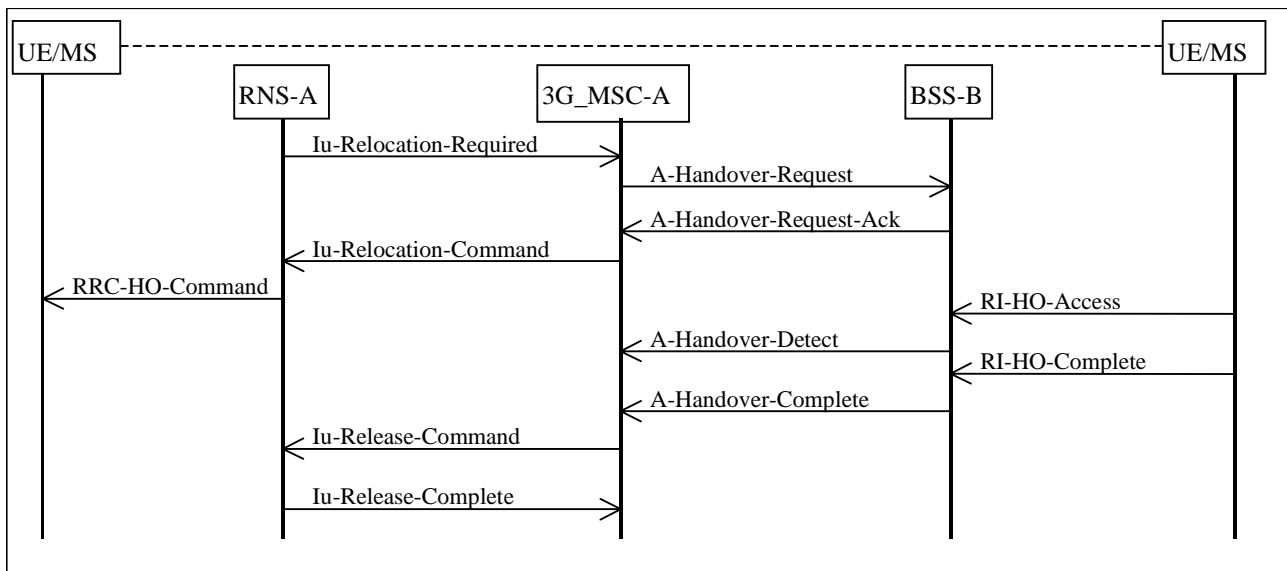 UE/MS
UE/MS
RNS-A
3G_MSC-A
BSS-B
Iu-Relocation-Required
A-Handover-Request
A-Handover-Request-Ack
Iu-Relocation-Command
RRC-HO-Command
RI-HO-Access
A-Handover-Detect
RI-HO-Complete
A-Handover-Complete
Iu-Release-Command
Iu-Release-Complete